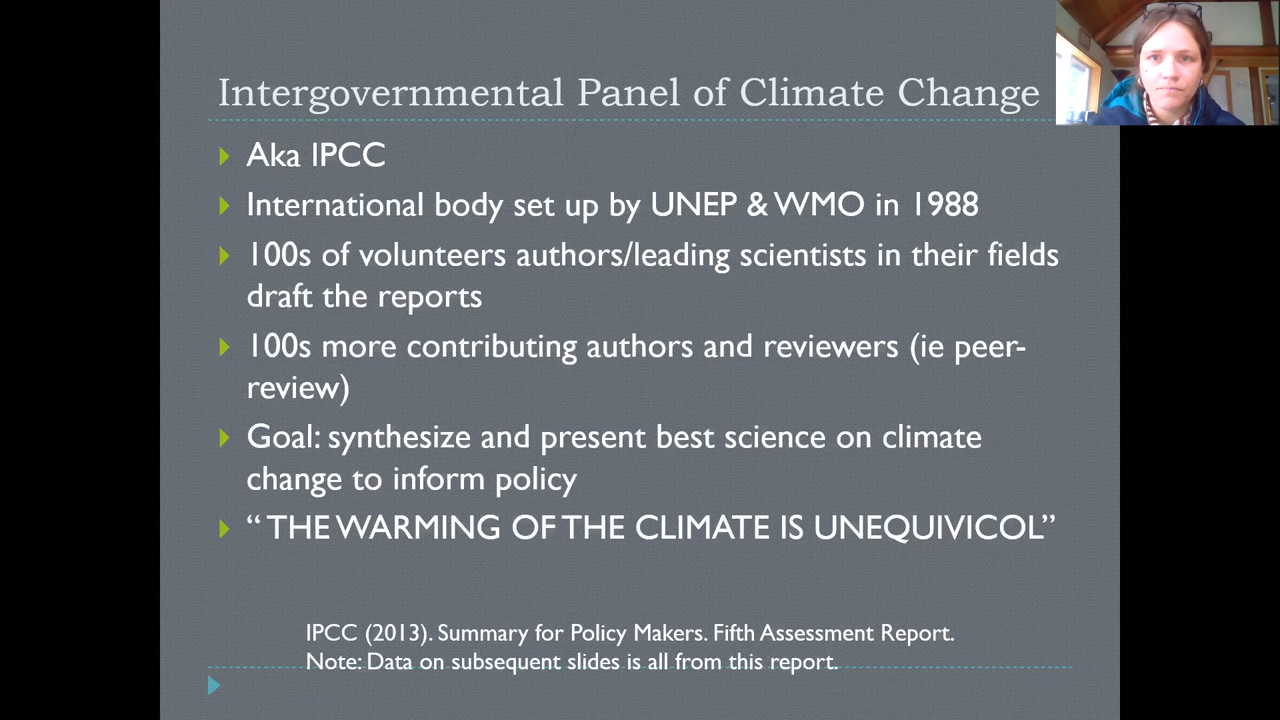 Intergovernmental Panel of Climate Change
Aka IPCC
International body set up by UNEP & WMO in 1988
100s of volunteers authors/leading scientists in their fields
draft the reports
100s more contributing authors and reviewers (ie peer-
review)
Goal: synthesize and present best science on climate
change to inform policy
“ THE WARMING OF THE CLIMATE IS UNEQUIVICOL”
IPCC (2013). Summary for Policy Makers. Fifth Assessment Report.
Note: Data on subsequent slides is all from this report.